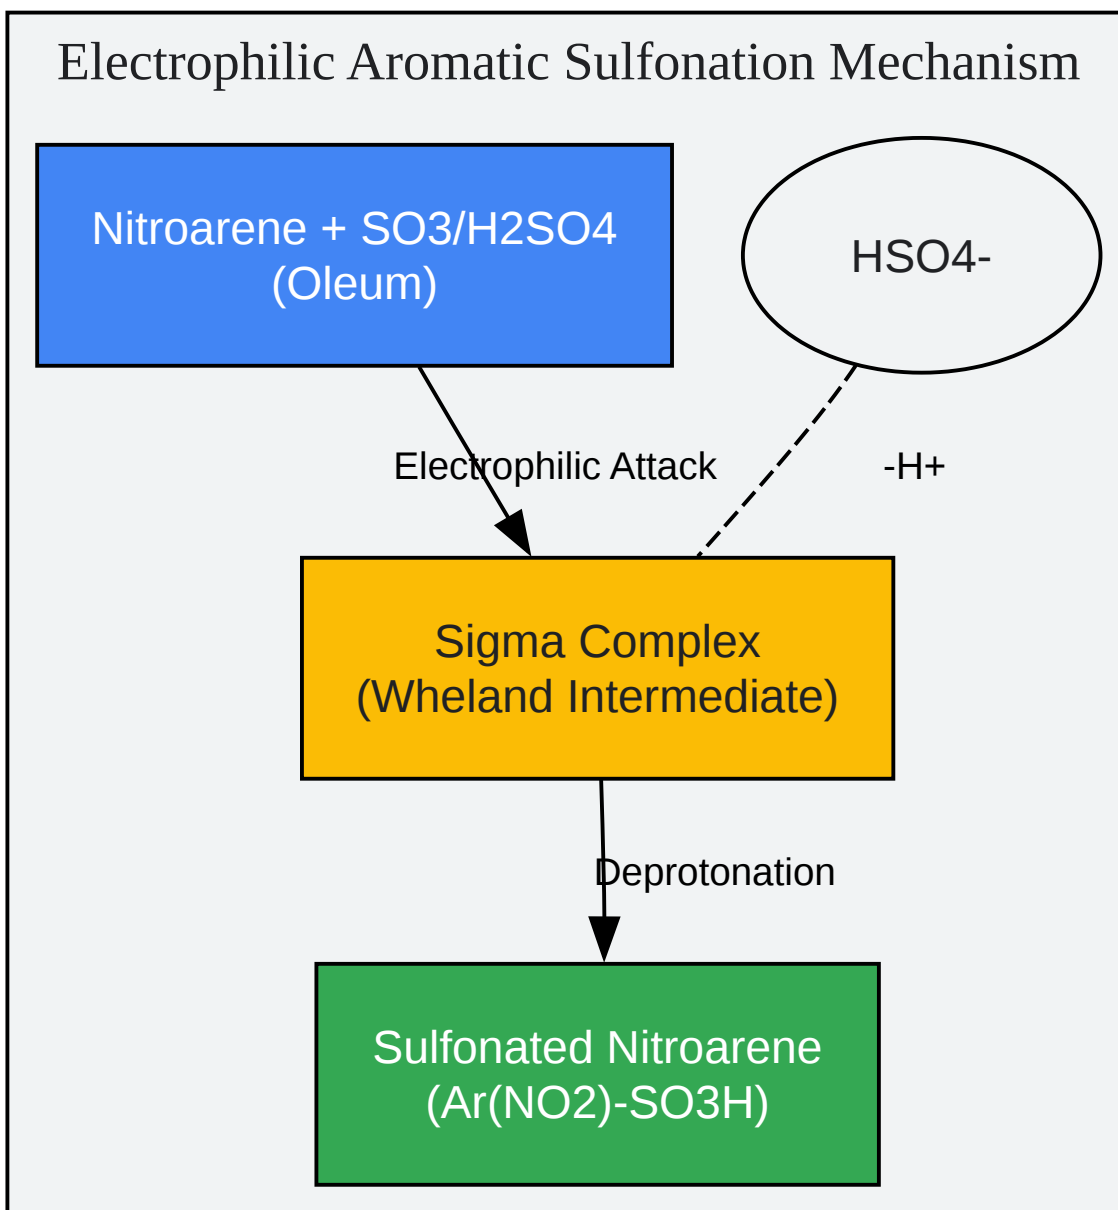 Electrophilic Aromatic Sulfonation Mechanism
Nitroarene + SO3/H2SO4
(Oleum)
HSO4-
Electrophilic Attack
-H+
Sigma Complex
(Wheland Intermediate)
Deprotonation
Sulfonated Nitroarene
(Ar(NO2)-SO3H)